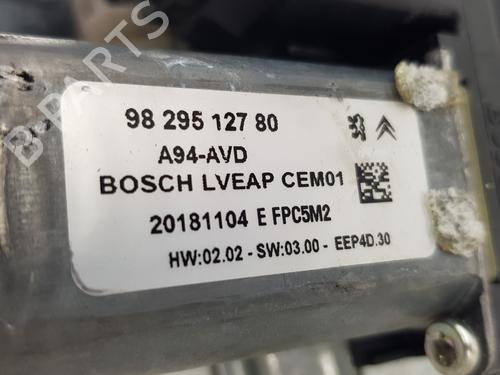 B PARTS
98 295 127 80
A94-AVD
BOSCH LVEAP CEM01
20181104 E FPC5M2
HW:02.02 - SW:03.00 - EEP4D.30